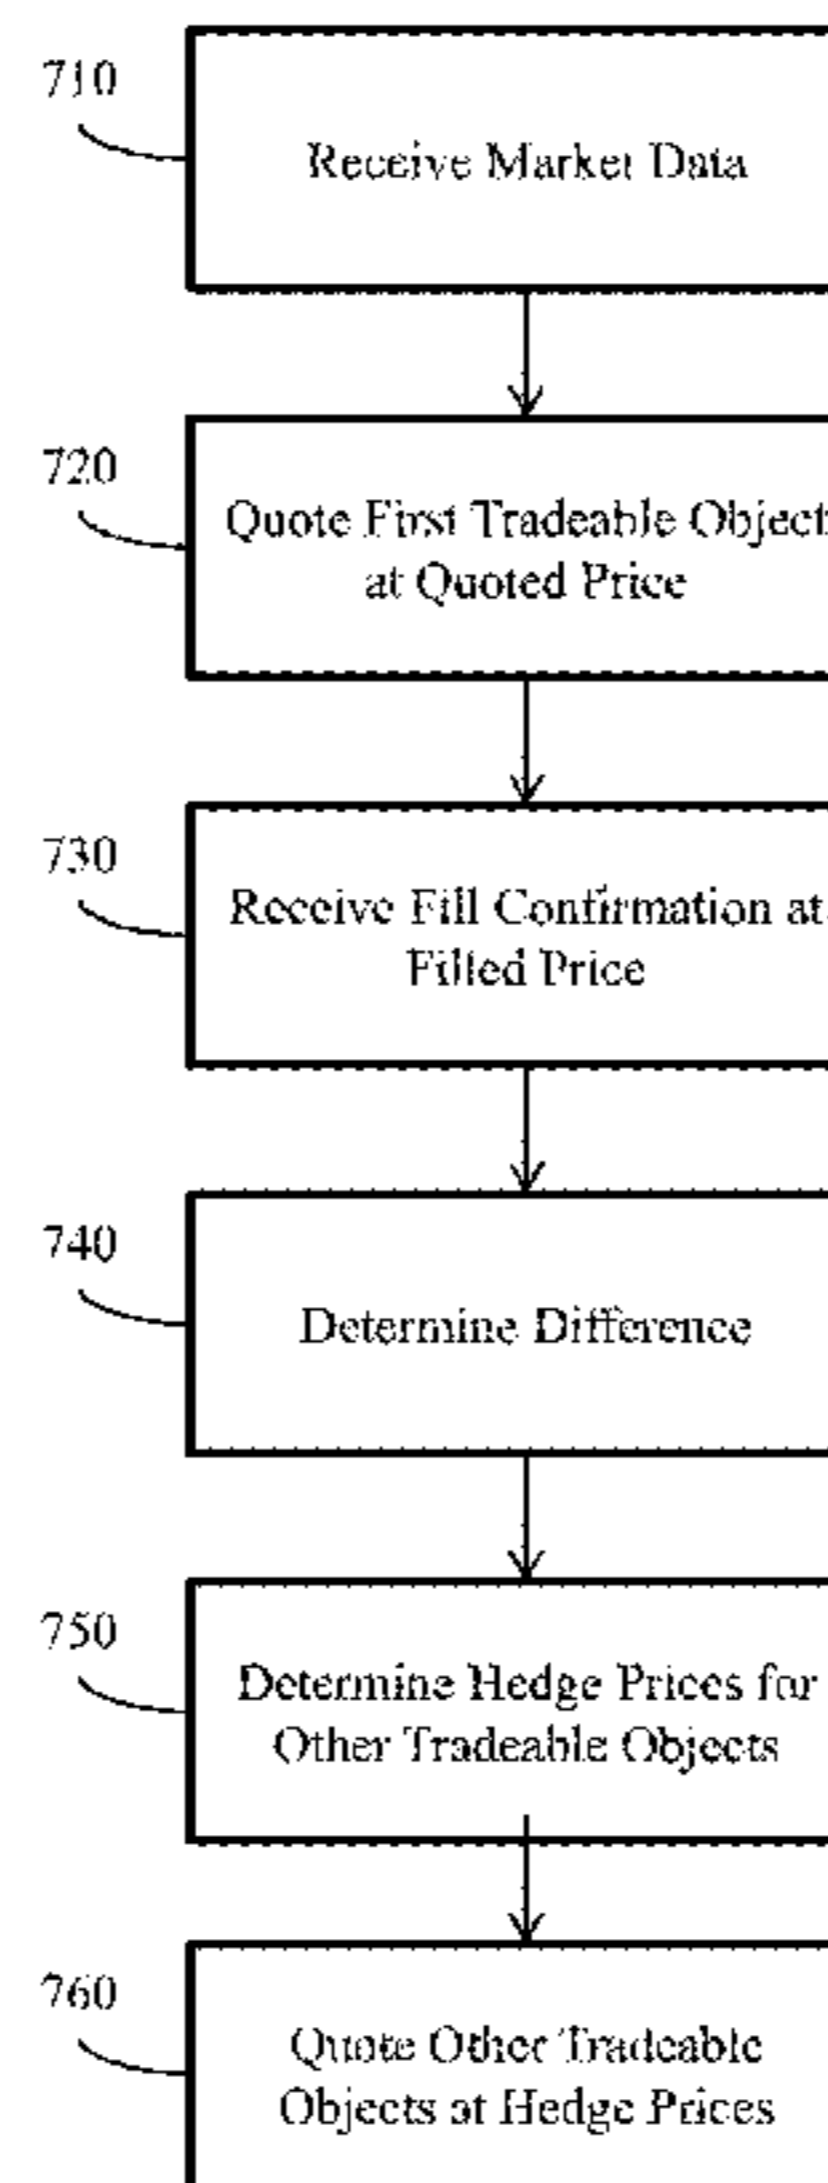 710
Receive Market Data
720
Quote First Tradeable Object
at Quoted Price
730
Receive Fill Confirmation at
Filled Price
740
Determine Difference
750
Determine Hedge Prices for
Other Tradeable Objects
760
Quote Other Tradeable
Objects at Hedge Prices